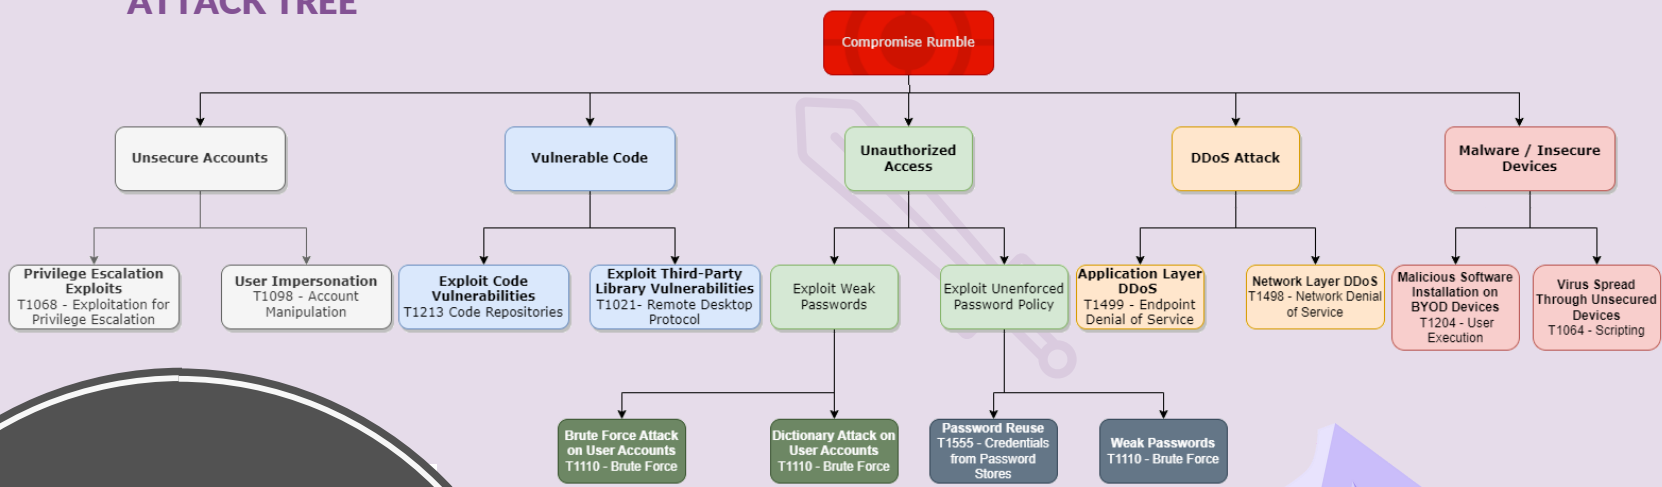 ATTACK TREE
Compromise Rumble
Unsecure Accounts
Vulnerable Code
Unauthorized
Access
DDoS Attack
Malware / Insecure
Devices
Privilege Escalation
Exploits
T1068 - Exploitation for
Privilege Escalation
User Impersonation
T1098 - Account
Manipulation
Exploit Code
Vulnerabilities
T1213 Code Repositories
Exploit Third-Party
Library Vulnerabilities
T1021- Remote Desktop
Protocol
Exploit Weak
Passwords
Exploit Unenforced
Password Policy
Application Layer
DDoS
T1499 - Endpoint
Denial of Service
Network Layer DDoS
T1498 - Network Denial
of Service
Malicious Software
Installation on
BYOD Devices
T1204 - User
Execution
Virus Spread
Through Unsecured
Devices
T1064 - Scripting
Brute Force Attack
on User Accounts
T1110 - Brute Force
Dictionary Attack on
User Accounts
T1110 - Brute Force
Password Reuse
T1555 - Credentials
from Password
Stores
Weak Passwords
T1110 - Brute Force